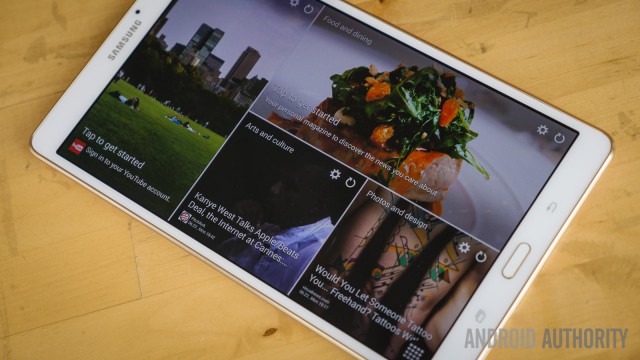 SAMSUNG
Tap to get started
Sign in to your YouTube account.
Food and dining
Tap to get started
Your personal magazine to discover the news you care about
Arts and culture
Kanye West Talks Apple/Beats
Deal, the Internet at Cannes:...
Photos and design
Would You Let Someone Tattoo
You... Freehand? Tattoos W
ANDROID AUTHORITY